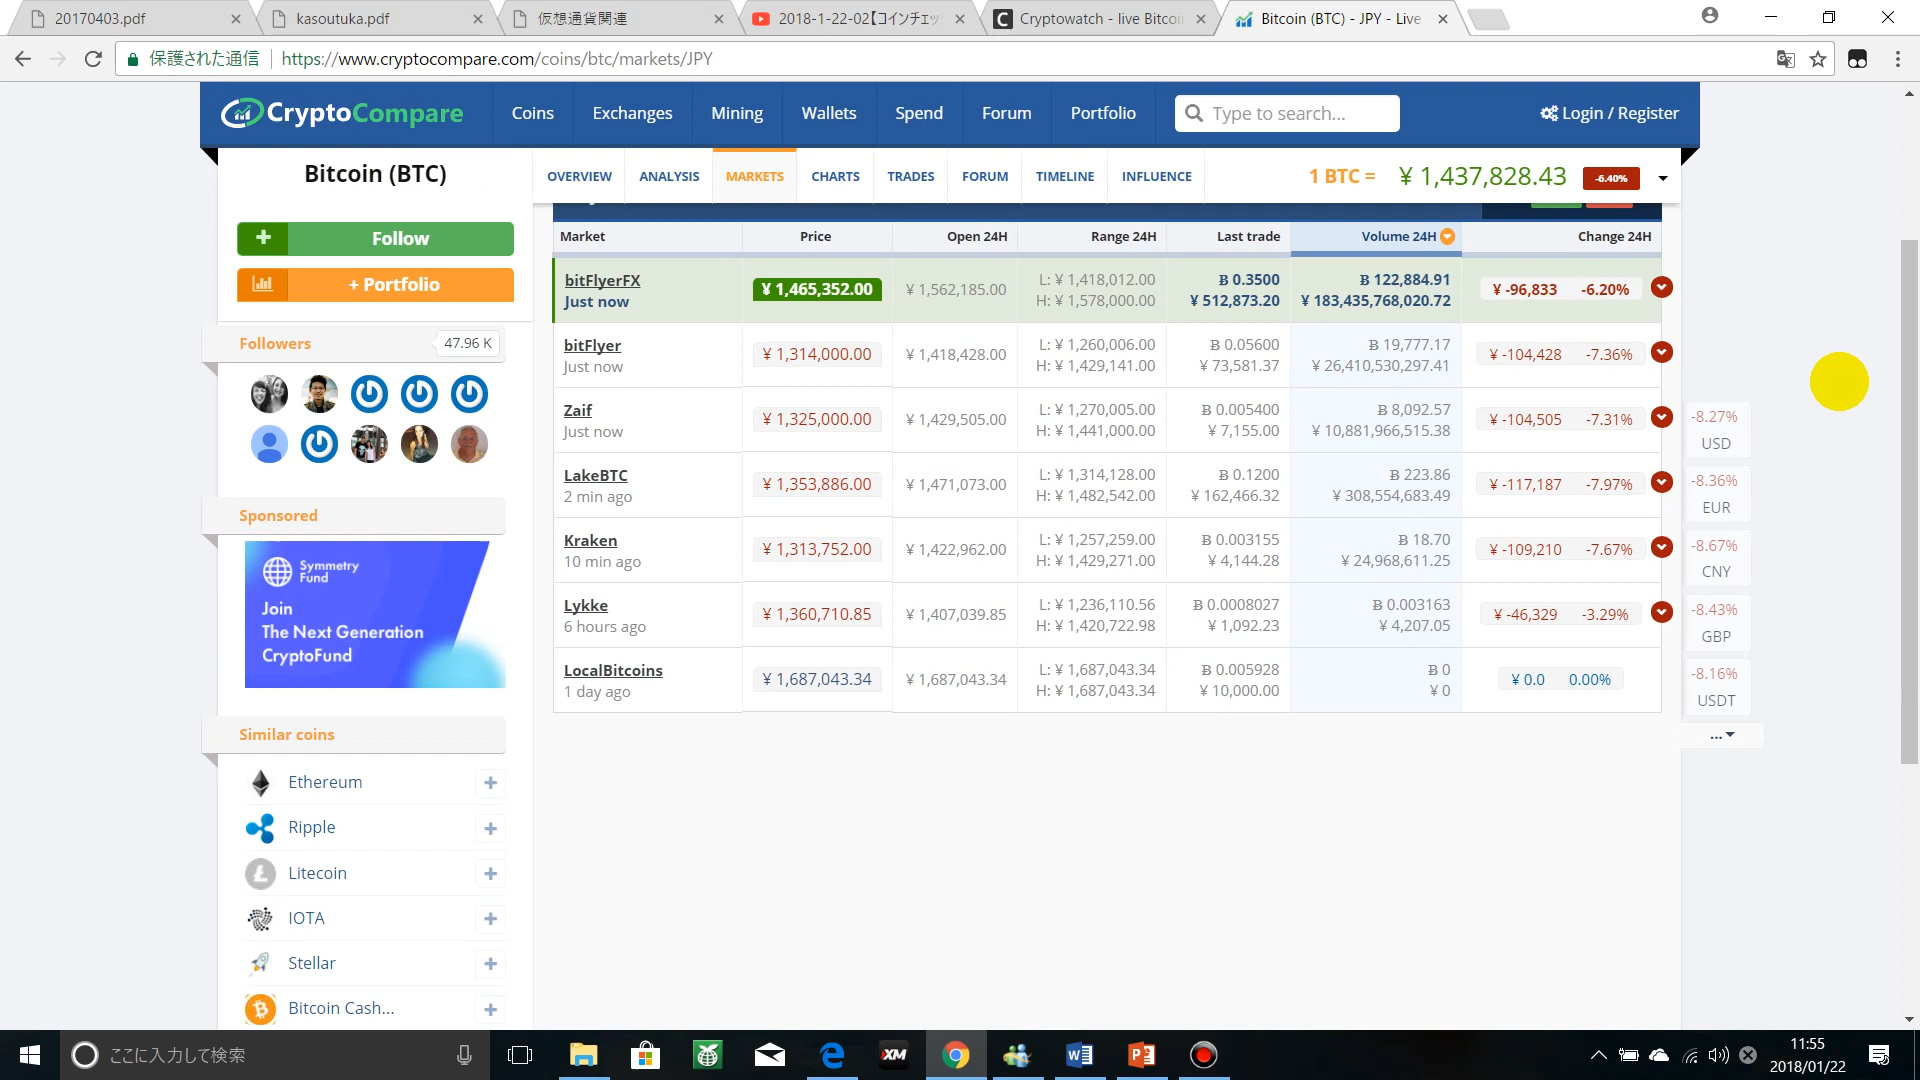 20170403.pdf
kasoutuka.pdf
仮想通貨関連
2018-1-22-02【コインチェッ
Cryptowatch - live Bitcoi
Bitcoin (BTC) - JPY - Live
保護された通信
https://www.cryptocompare.com/coins/btc/markets/JPY
CryptoCompare
Coins
Exchanges
Mining
Wallets
Spend
Forum
Portfolio
Type to search...
Login / Register
Bitcoin (BTC)
OVERVIEW
ANALYSIS
MARKETS
CHARTS
TRADES
FORUM
TIMELINE
INFLUENCE
1 BTC = ¥ 1,437,828.43 -6.40%
Follow
+ Portfolio
Followers
47.96 K
Sponsored
Symmetry
Fund
Join
The Next Generation
CryptoFund
Similar coins
Ethereum
Ripple
Litecoin
IOTA
Stellar
Bitcoin Cash...
Market Price Open 24H Range 24H Last trade Volume 24H Change 24H
bitFlyerFX ¥ 1,465,352.00 ¥ 1,562,185.00 L: ¥ 1,418,012.00 Ƀ 0.3500 Ƀ 122,884.91 ¥ -96,833 -6.20%
Just now H: ¥ 1,578,000.00 ¥ 512,873.20 ¥ 183,435,768,020.72
bitFlyer ¥ 1,314,000.00 ¥ 1,418,428.00 L: ¥ 1,260,006.00 Ƀ 0.05600 Ƀ 19,777.17 ¥ -104,428 -7.36%
Just now H: ¥ 1,429,141.00 ¥ 73,581.37 ¥ 26,410,530,297.41
Zaif ¥ 1,325,000.00 ¥ 1,429,505.00 L: ¥ 1,270,005.00 Ƀ 0.005400 Ƀ 8,092.57 ¥ -104,505 -7.31%
Just now H: ¥ 1,441,000.00 ¥ 7,155.00 ¥ 10,881,966,515.38
LakeBTC ¥ 1,353,886.00 ¥ 1,471,073.00 L: ¥ 1,314,128.00 Ƀ 0.1200 Ƀ 223.86 ¥ -117,187 -7.97%
2 min ago H: ¥ 1,482,542.00 ¥ 162,466.32 ¥ 308,554,683.49
Kraken ¥ 1,313,752.00 ¥ 1,422,962.00 L: ¥ 1,257,259.00 Ƀ 0.003155 Ƀ 18.70 ¥ -109,210 -7.67%
10 min ago H: ¥ 1,429,271.00 ¥ 4,144.28 ¥ 24,968,611.25
Lykke ¥ 1,360,710.85 ¥ 1,407,039.85 L: ¥ 1,236,110.56 Ƀ 0.0008027 Ƀ 0.003163 ¥ -46,329 -3.29%
6 hours ago H: ¥ 1,420,722.98 ¥ 1,092.23 ¥ 4,207.05
LocalBitcoins ¥ 1,687,043.34 ¥ 1,687,043.34 L: ¥ 1,687,043.34 Ƀ 0.005928 Ƀ 0 ¥ 0.0 0.00%
1 day ago H: ¥ 1,687,043.34 ¥ 10,000.00 ¥ 0
-8.27%
USD
-8.36%
EUR
-8.67%
CNY
-8.43%
GBP
-8.16%
USDT
...
ここに入力して検索
XM
11:55
2018/01/22